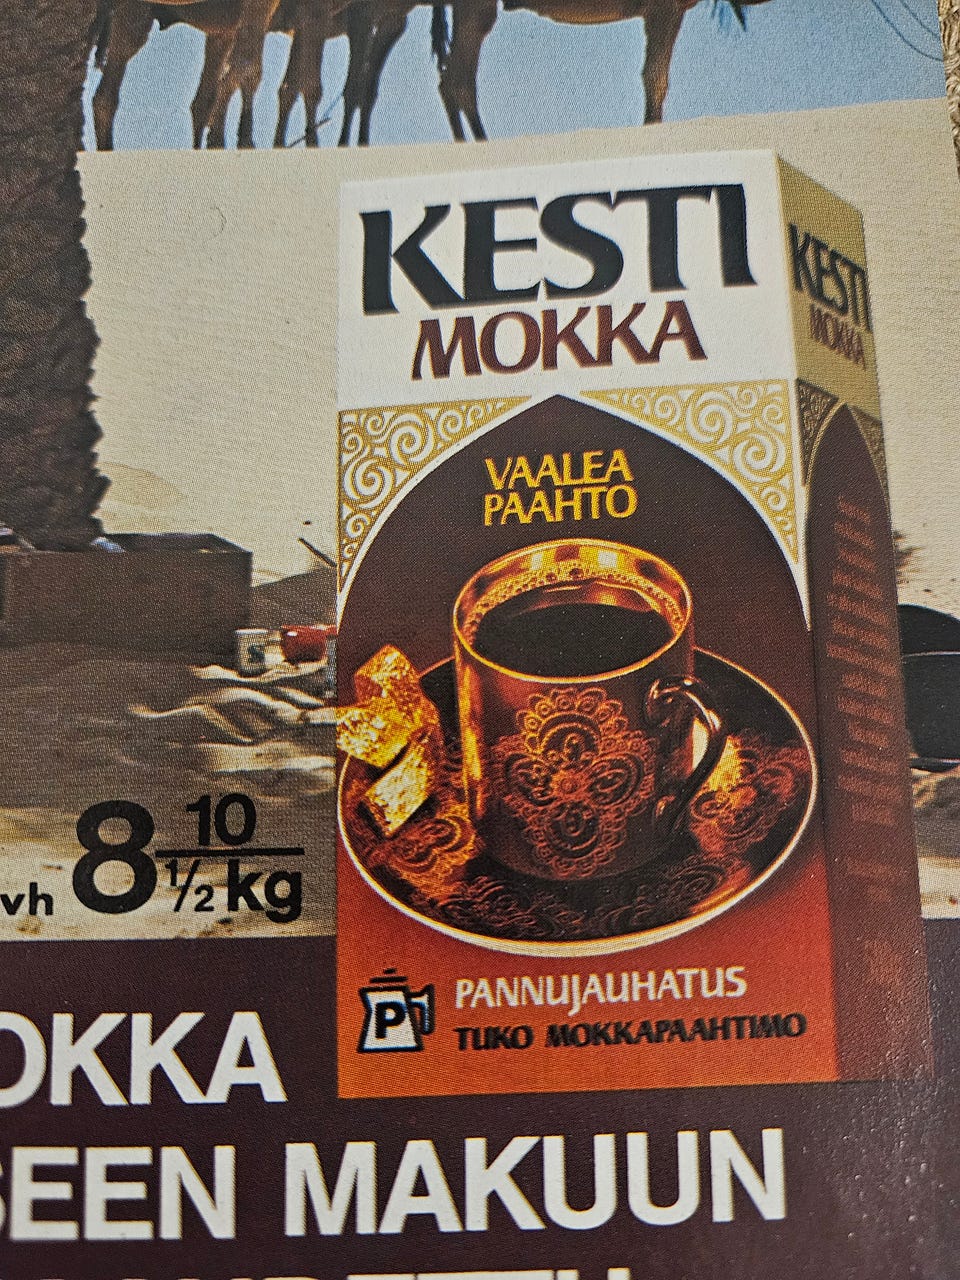 KESTI
MOKKA
KESTI
MOKKA
VAALEA
PAAHTO
vh 8 10
1/2 kg
P
PANNUJAUHATUS
TUKO MOKKAPAAHTIMO
OKKA
SEEN MAKUUN